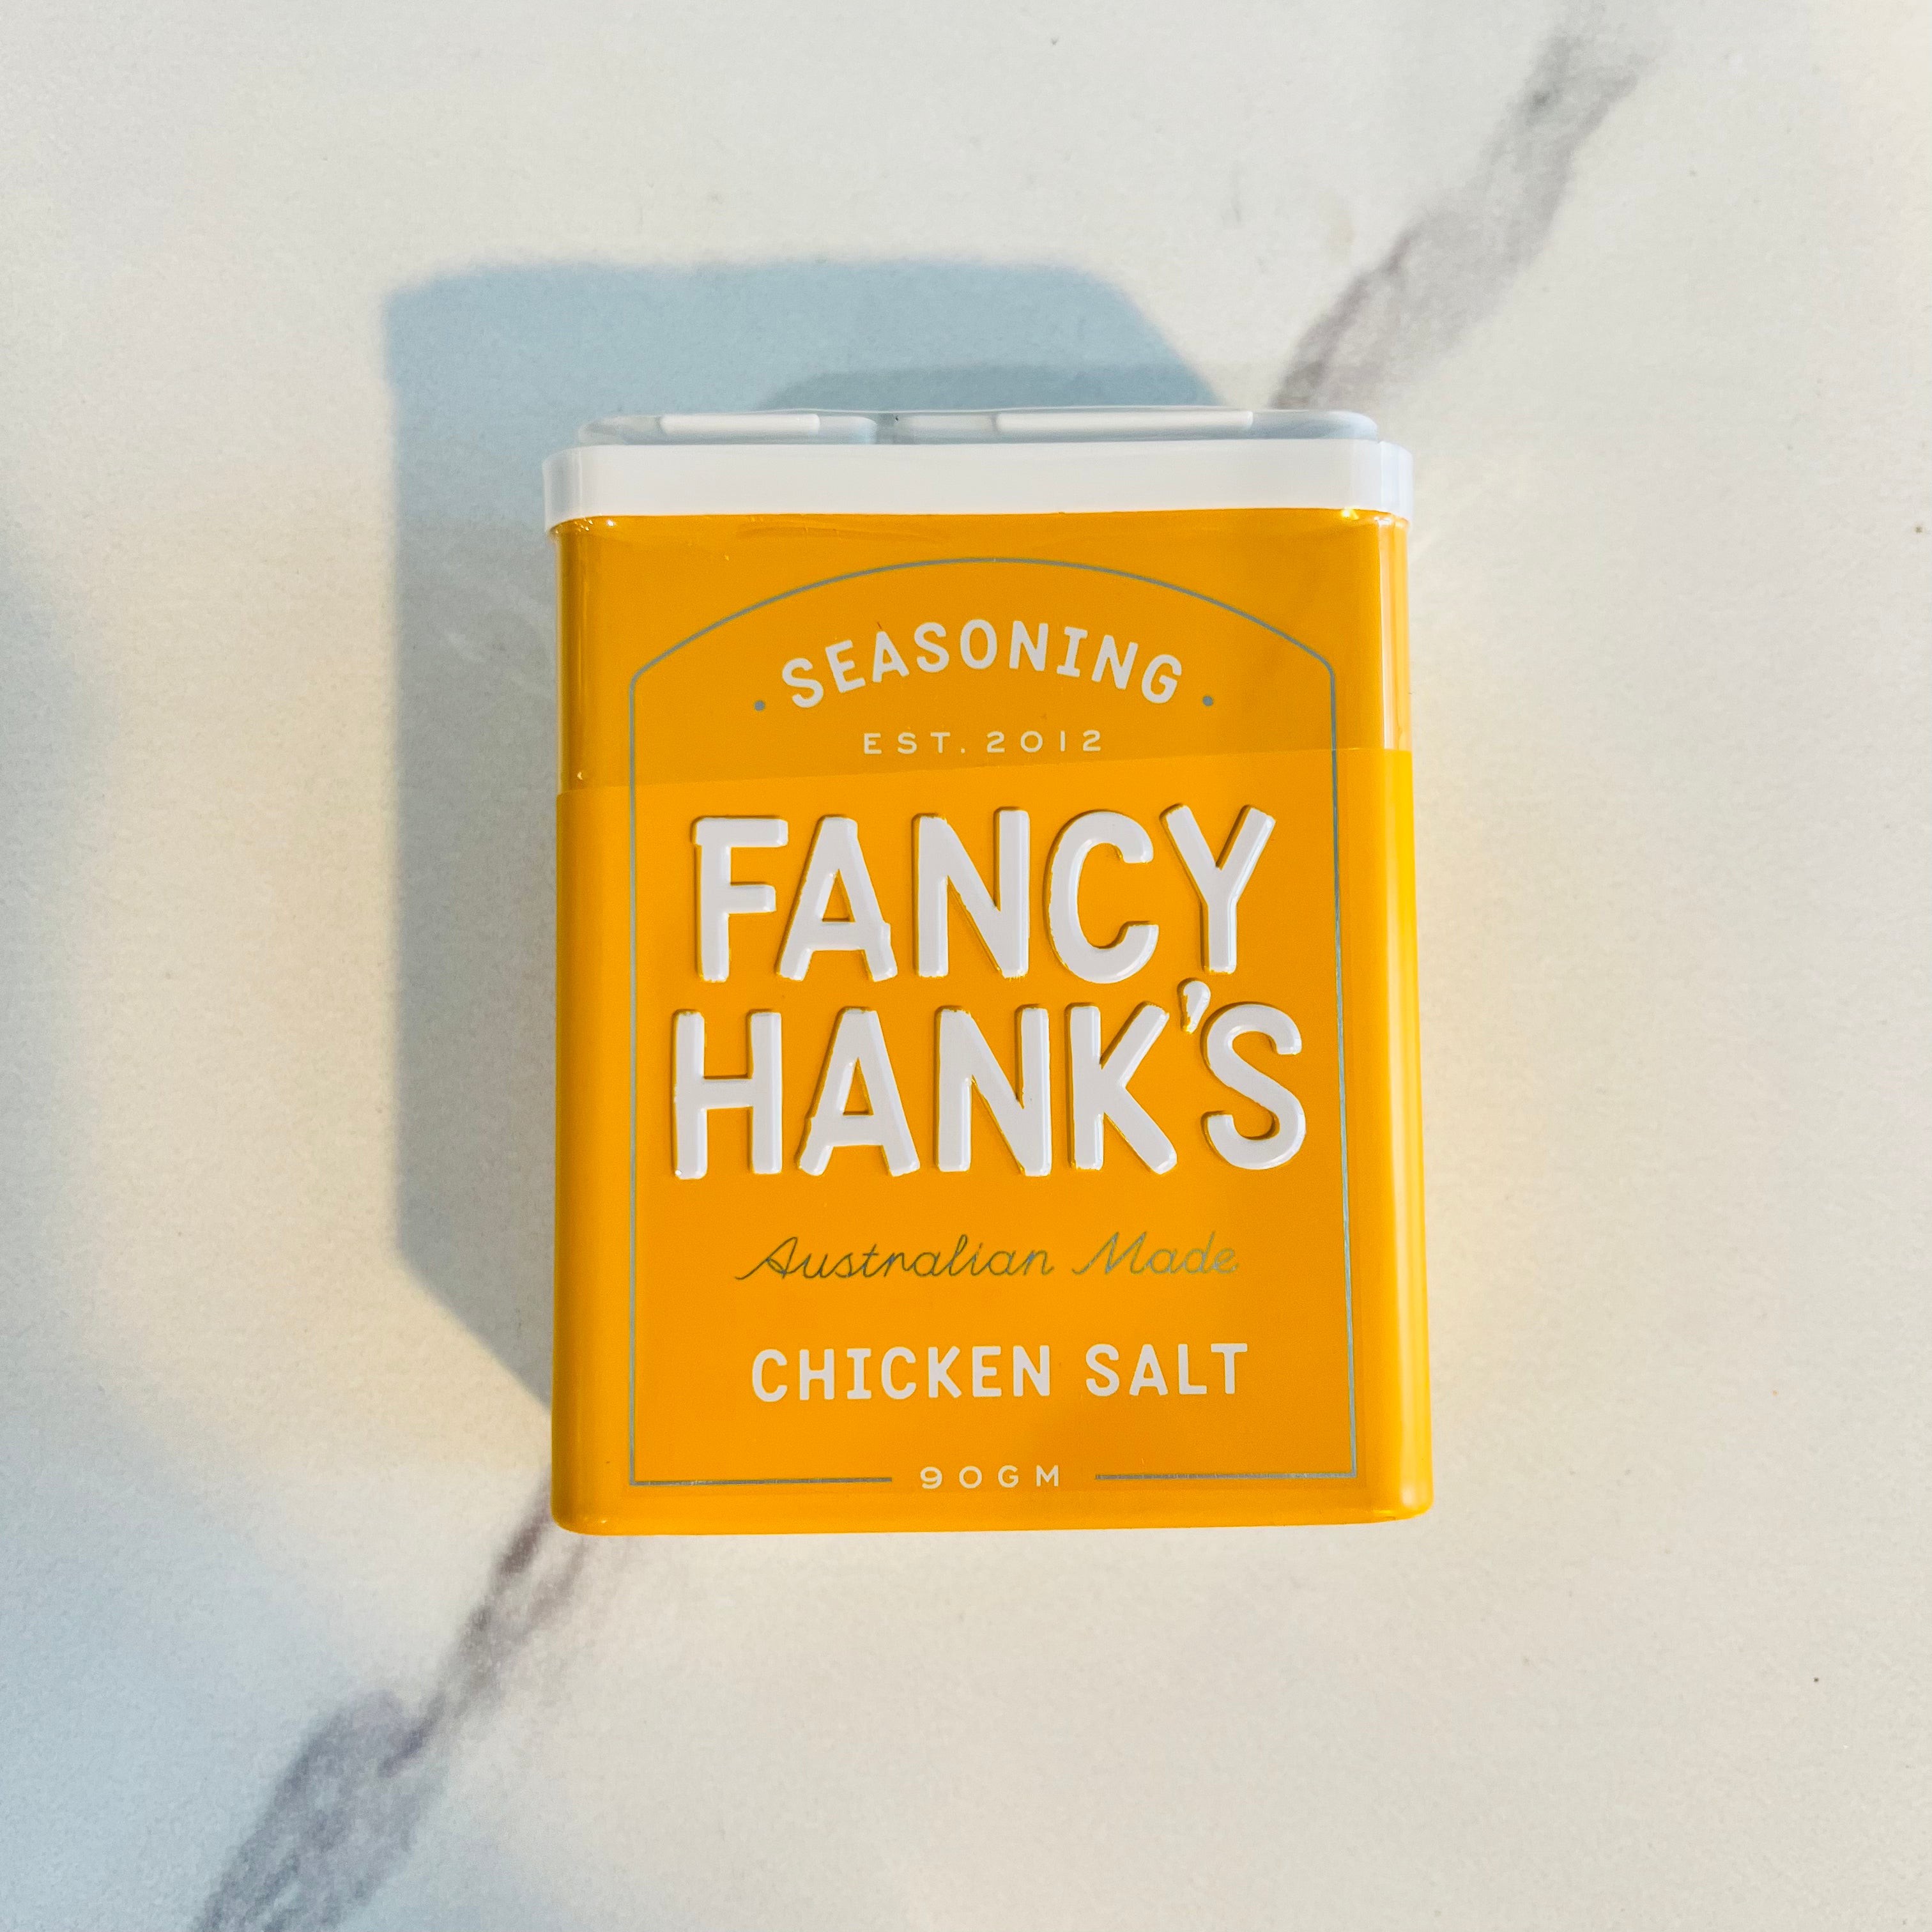 SEASONING
EST. 2012
FANCY
HANK'S
Australian Made
CHICKEN SALT
90GM